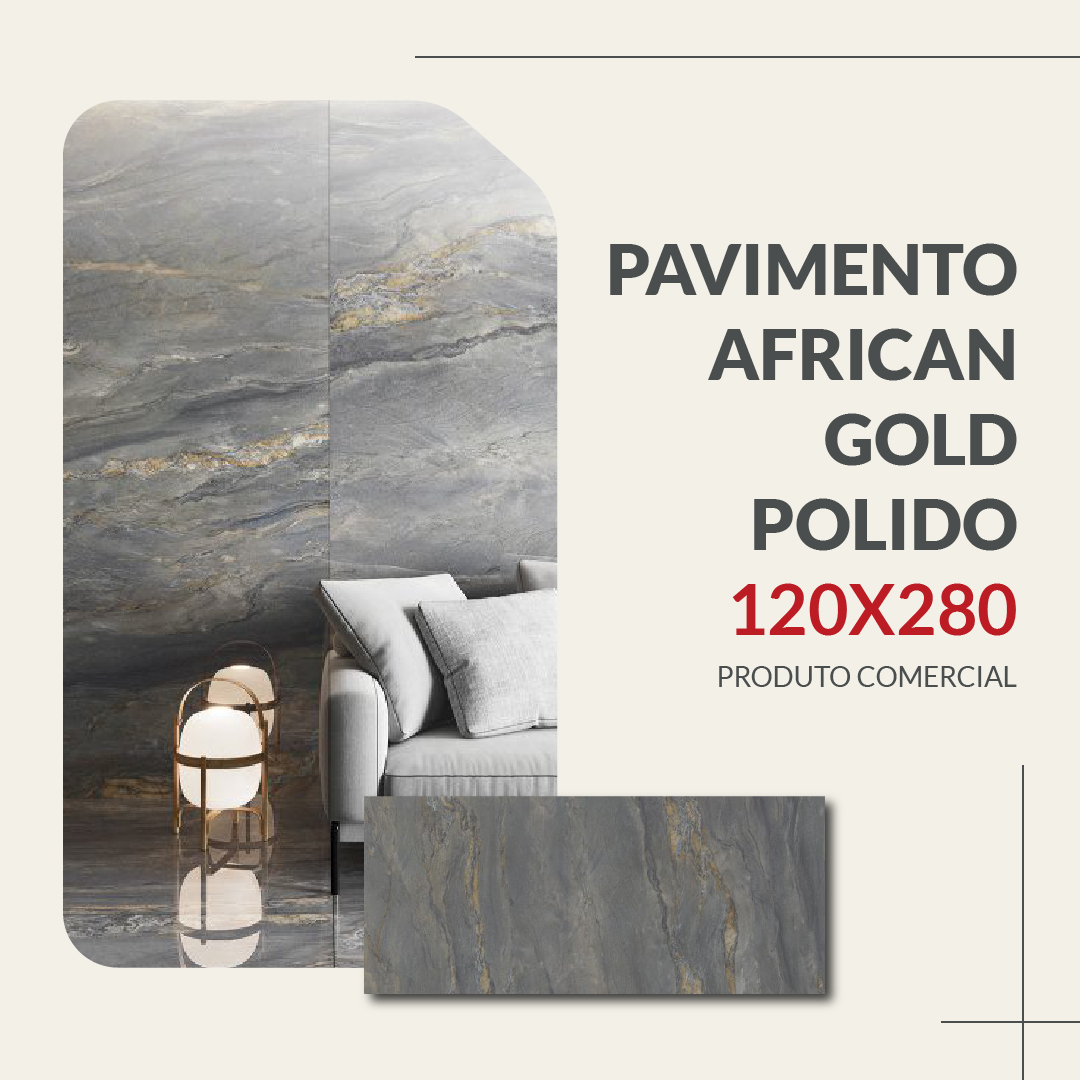 PAVIMENTO
AFRICAN
GOLD
POLIDO
120X280
PRODUTO COMERCIAL